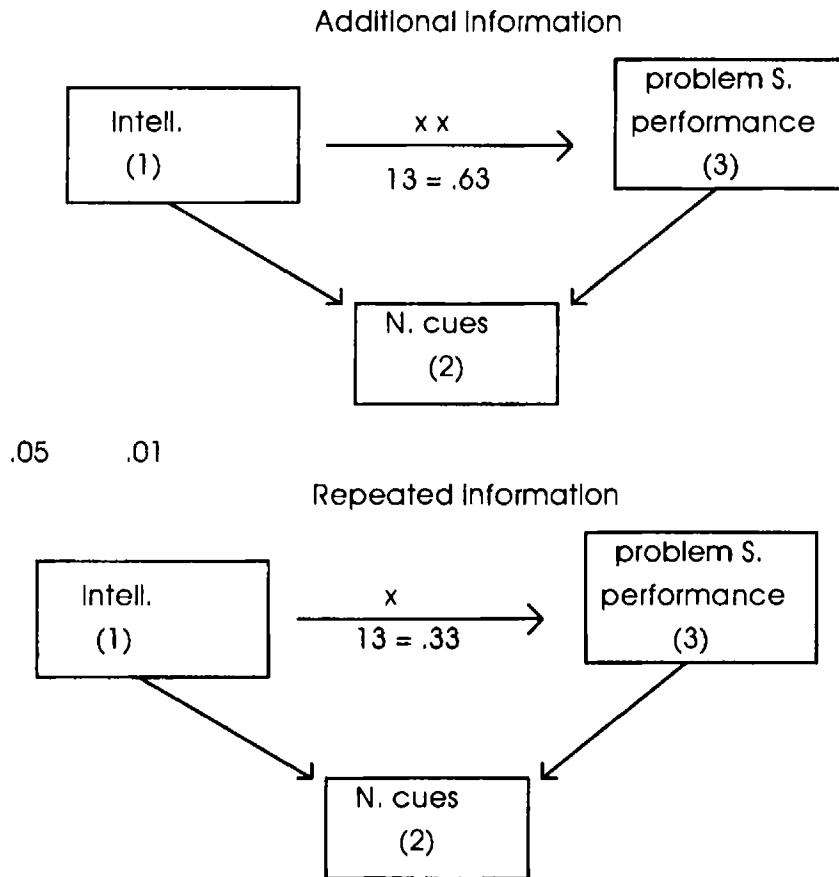 Additional Information
Intell.
(1)
x x
13 = .63
problem S.
performance
(3)
N. cues
(2)
.05 .01
Repeated Information
Intell.
(1)
x
13 = .33
problem S.
performance
(3)
N. cues
(2)